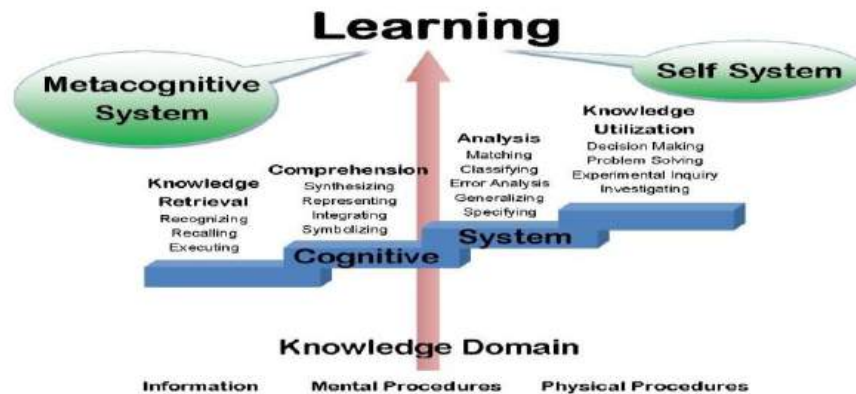 Learning
Metacognitive
System
Self System
Knowledge
Retrieval
Recognizing
Recalling
Executing
Comprehension
Synthesizing
Representing
Integrating
Symbolizing
Analysis
Matching
Classifying
Error Analysis
Generalizing
Specifying
Knowledge
Utilization
Decision Making
Problem Solving
Experimental Inquiry
Investigating
Cognitive
System
Knowledge Domain
Information
Mental Procedures
Physical Procedures